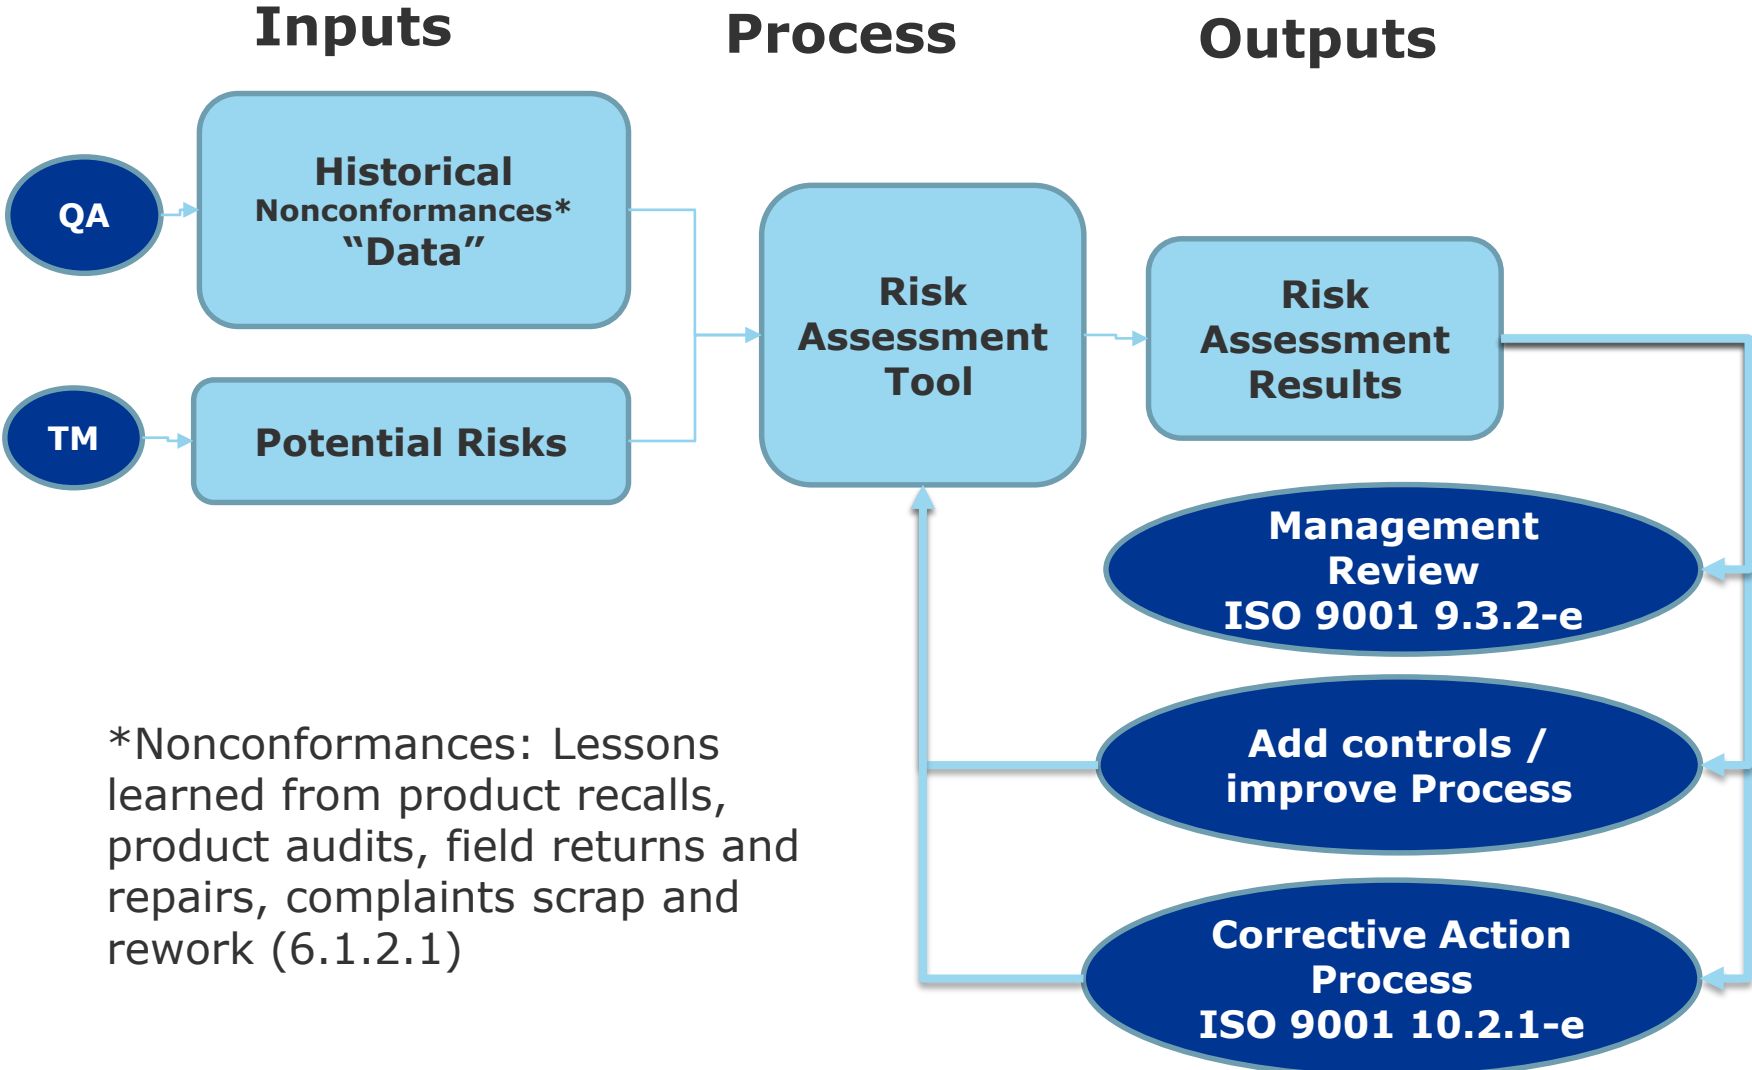 Inputs
Process
Outputs
QA
Historical
Nonconformances*
“Data”
TM
Potential Risks
Risk
Assessment
Tool
Risk
Assessment
Results
Management
Review
ISO 9001 9.3.2-e
Add controls /
improve Process
Corrective Action
Process
ISO 9001 10.2.1-e
*Nonconformances: Lessons
learned from product recalls,
product audits, field returns and
repairs, complaints scrap and
rework (6.1.2.1)